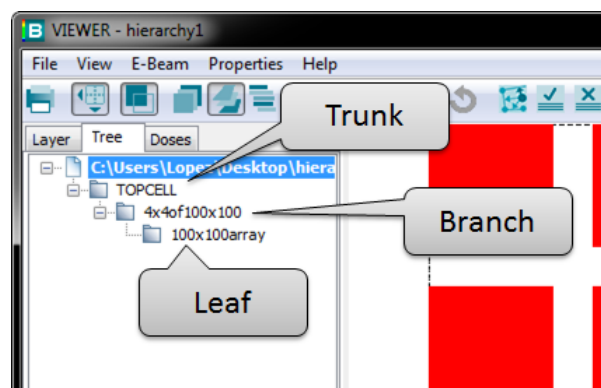 B VIEWER - hierarchy1
File View E-Beam Properties Help
Trunk
Layer Tree Doses
C:\Users\Lopez\Desktop\hiera
TOPCELL
4x4of100x100
Branch
100x100array
Leaf